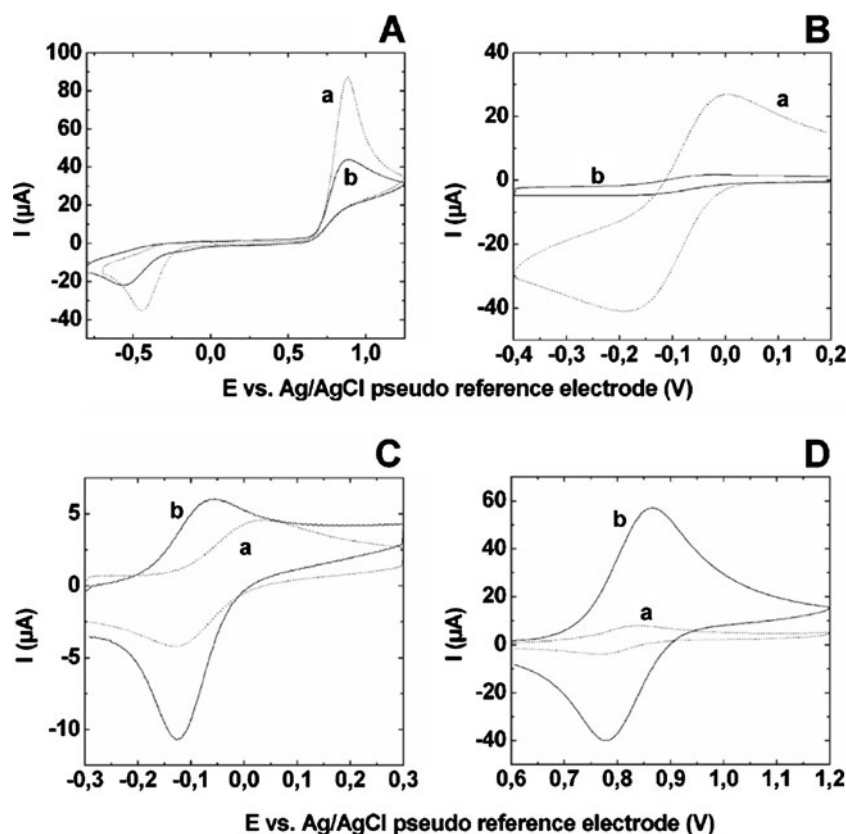 A
100
80
60
40
20
0
-20
-40
I (µA)
a
b
-0,5
0,0
0,5
1,0
B
40
20
0
-20
-40
I (µA)
a
b
-0,4
-0,3
-0,2
-0,1
0,0
0,1
0,2
E vs. Ag/AgCl pseudo reference electrode (V)
C
5
0
-5
-10
I (µA)
b
a
-0,3
-0,2
-0,1
0,0
0,1
0,2
0,3
D
60
40
20
0
-20
-40
I (µA)
b
a
0,6
0,7
0,8
0,9
1,0
1,1
1,2
E vs. Ag/AgCl pseudo reference electrode (V)